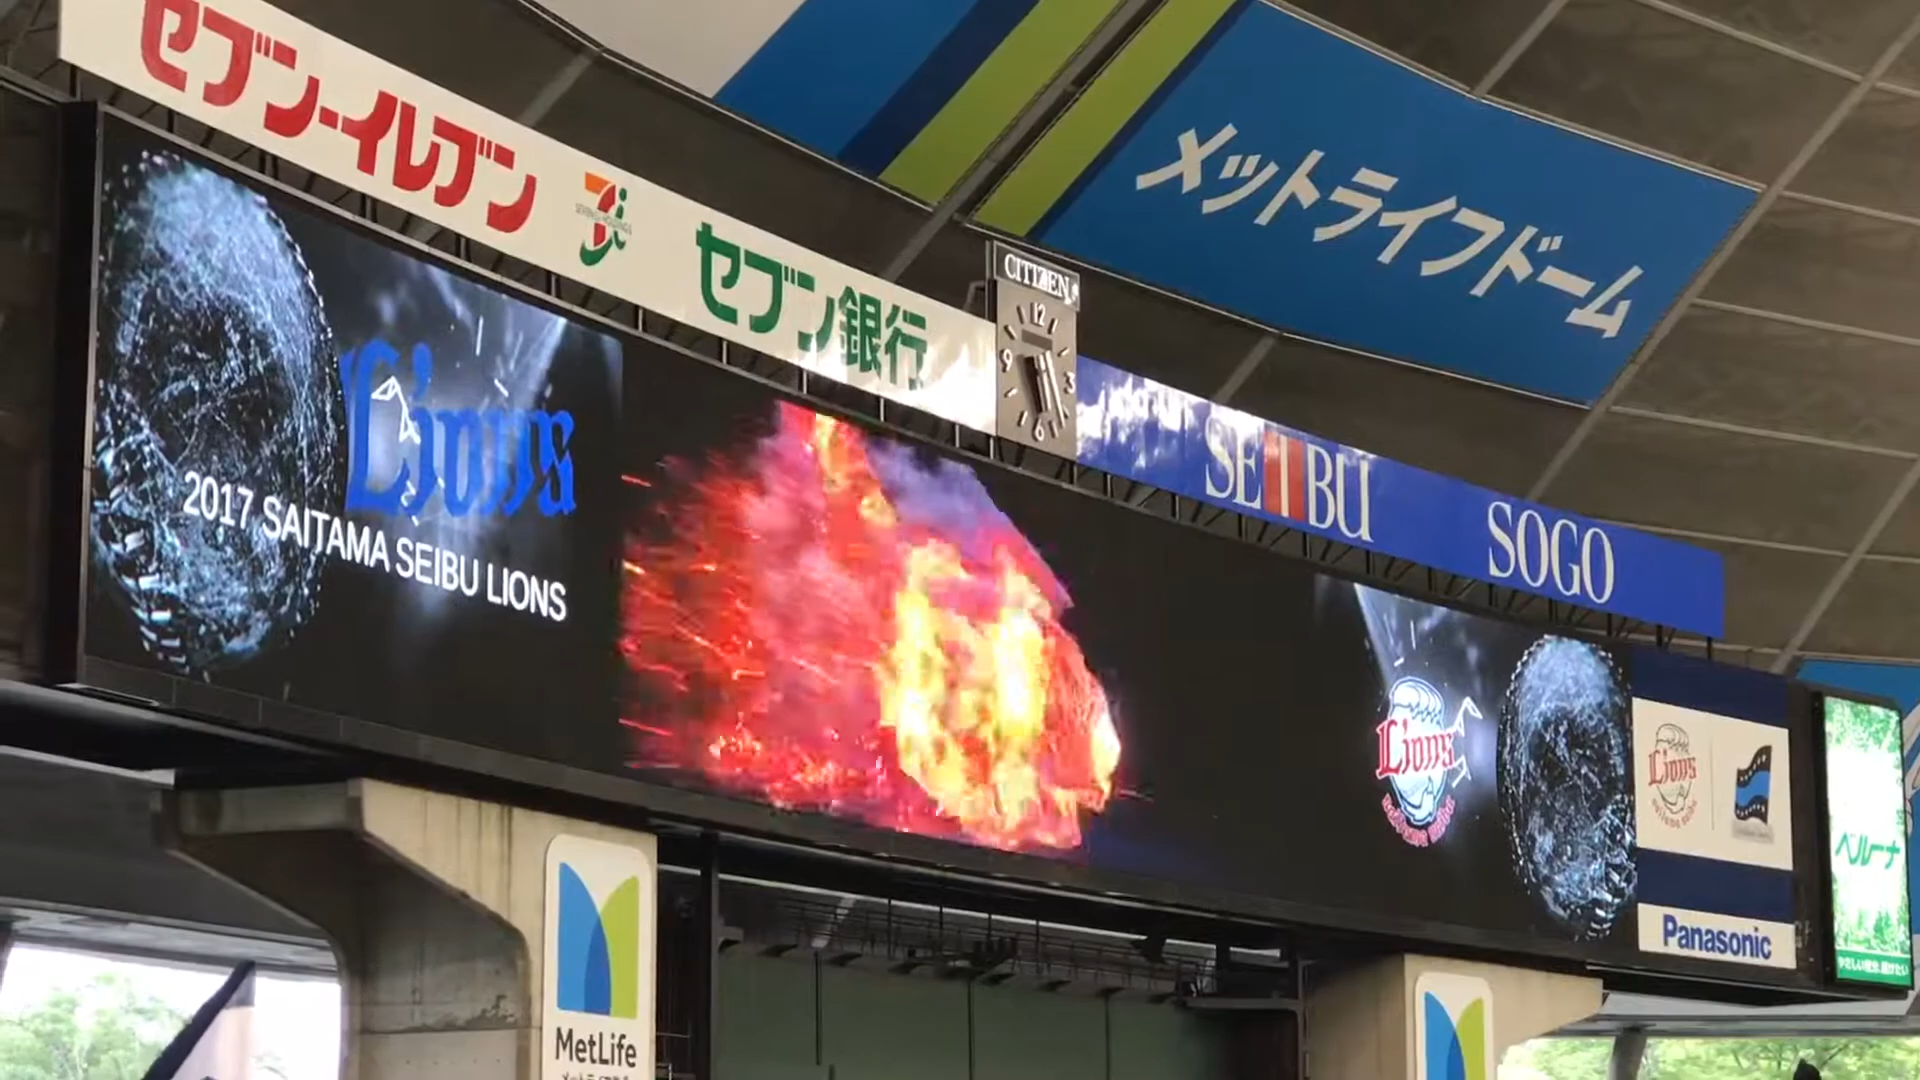 セブン-イレブン
セブン銀行
メットライフドーム
CITIZEN
12
9
3
6
SEIBU
SOGO
Lions
2017 SAITAMA SEIBU LIONS
Lions
Lions
Panasonic
ベルーナ
MetLife